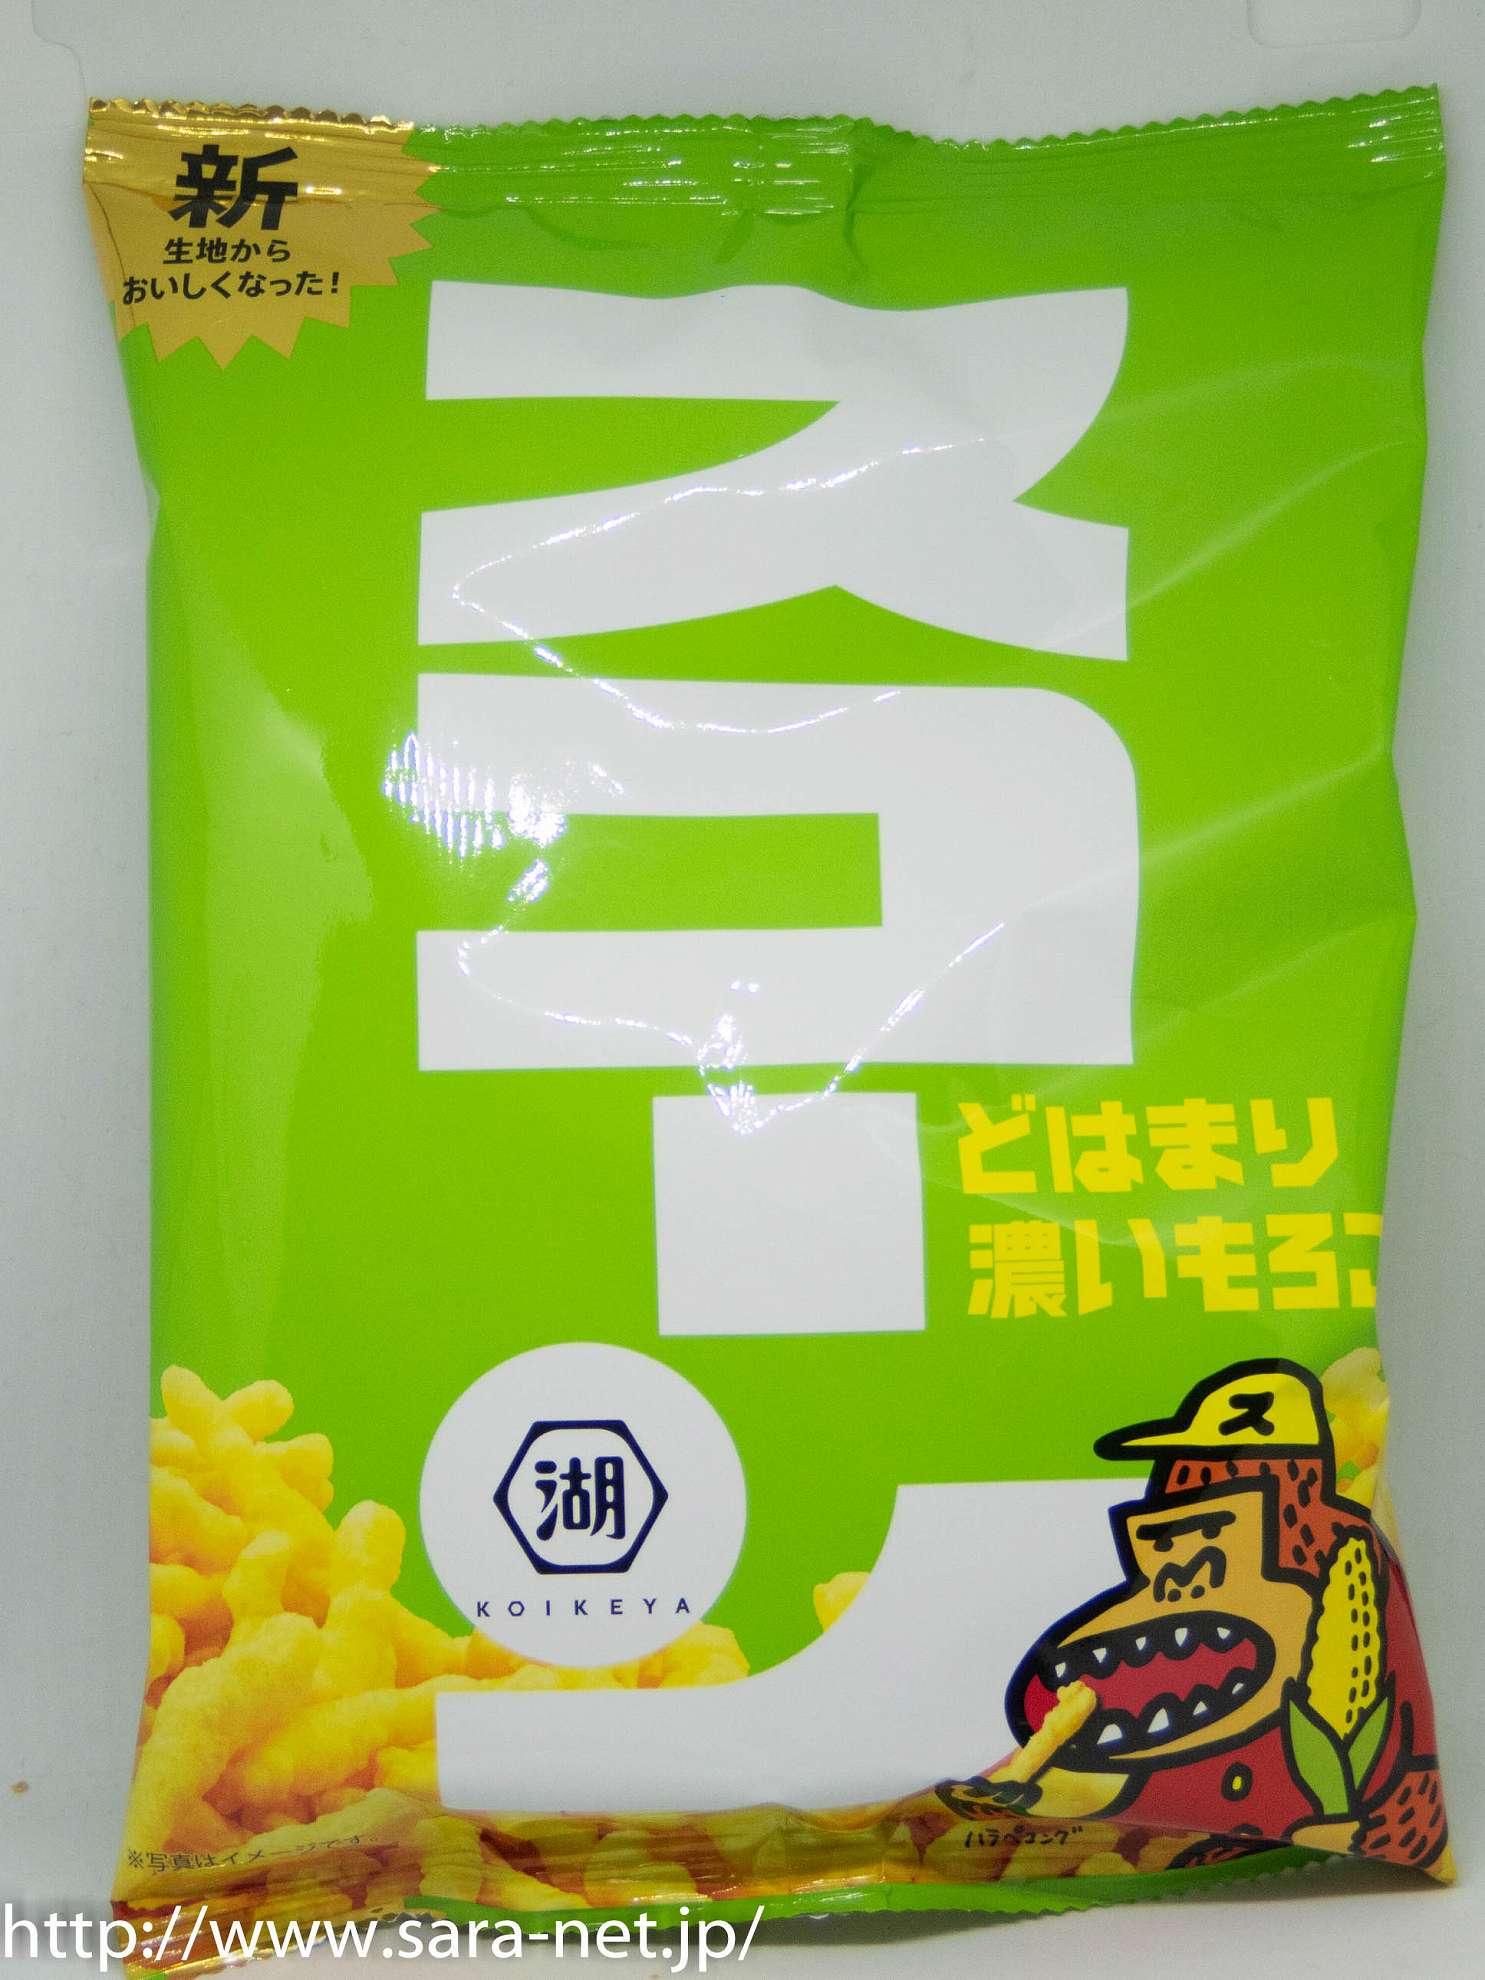 新
生地から
おいしくなった!
スコーン
どはまり
濃いもろこ
ス
湖
KOIKEYA
ハラペコング
※写真はイメージです。
http://www.sara-net.jp/